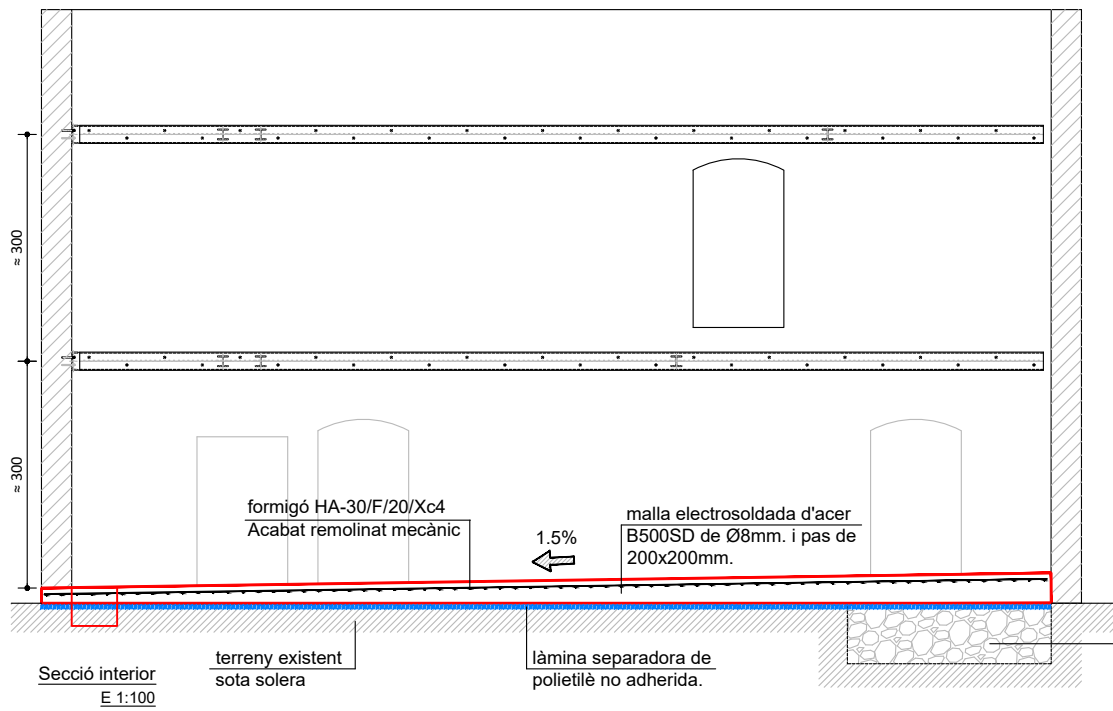 ≈ 300
≈ 300
formigó HA-30/F/20/Xc4
Acabat remolinat mecànic
1.5%
malla electrosoldada d'acer
B500SD de Ø8mm. i pas de
200x200mm.
Secció interior
E 1:100
terreny existent
sota solera
làmina separadora de
polietilè no adherida.